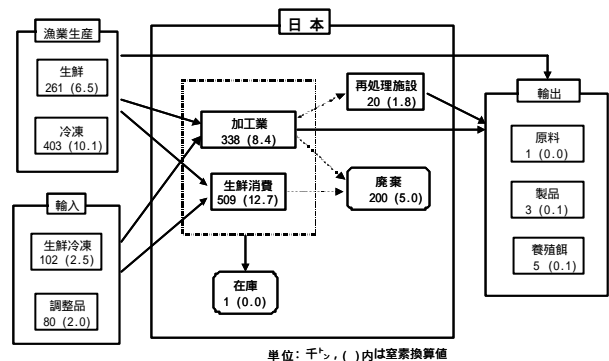 日 本
漁業生産
生鮮
261 (6.5)
冷凍
403 (10.1)
輸入
生鮮冷凍
102 (2.5)
調整品
80 (2.0)
加工業
338 (8.4)
生鮮消費
509 (12.7)
在庫
1 (0.0)
再処理施設
20 (1.8)
廃棄
200 (5.0)
輸出
原料
1 (0.0)
製品
3 (0.1)
養殖餌
5 (0.1)
単位：千トン，( )内は窒素換算値